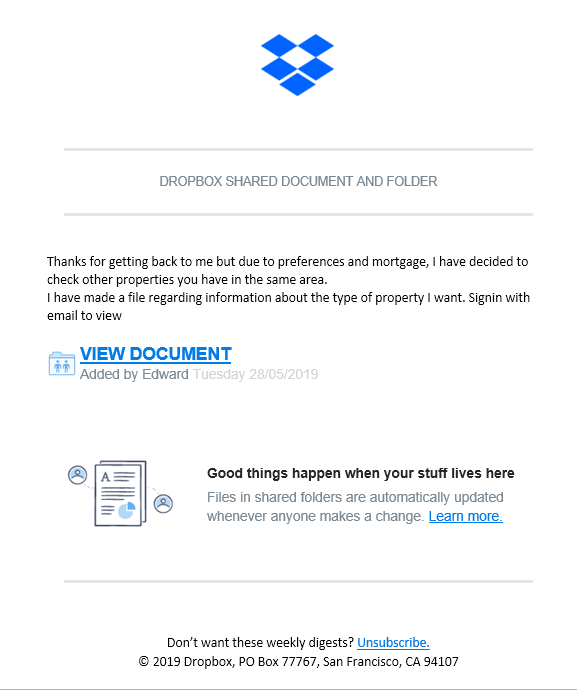 DROPBOX SHARED DOCUMENT AND FOLDER
Thanks for getting back to me but due to preferences and mortgage, I have decided to
check other properties you have in the same area.
I have made a file regarding information about the type of property I want. Signin with
email to view
VIEW DOCUMENT
Added by Edward Tuesday 28/05/2019
A
Good things happen when your stuff lives here
Files in shared folders are automatically updated
whenever anyone makes a change. Learn more.
Don’t want these weekly digests? Unsubscribe.
© 2019 Dropbox, PO Box 77767, San Francisco, CA 94107